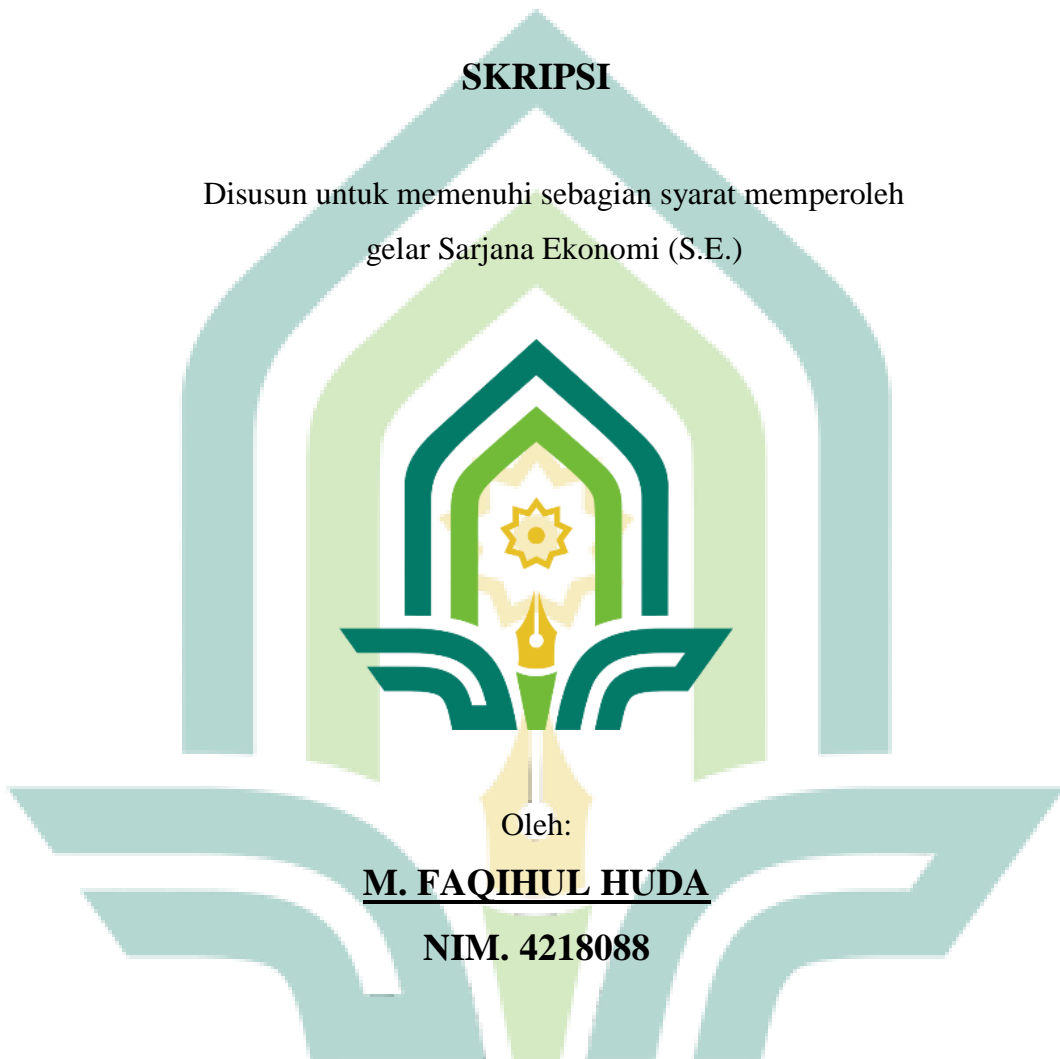 SKRIPSI
Disusun untuk memenuhi sebagian syarat memperoleh
gelar Sarjana Ekonomi (S.E.)
Oleh:
M. FAQIHUL HUDA
NIM. 4218088